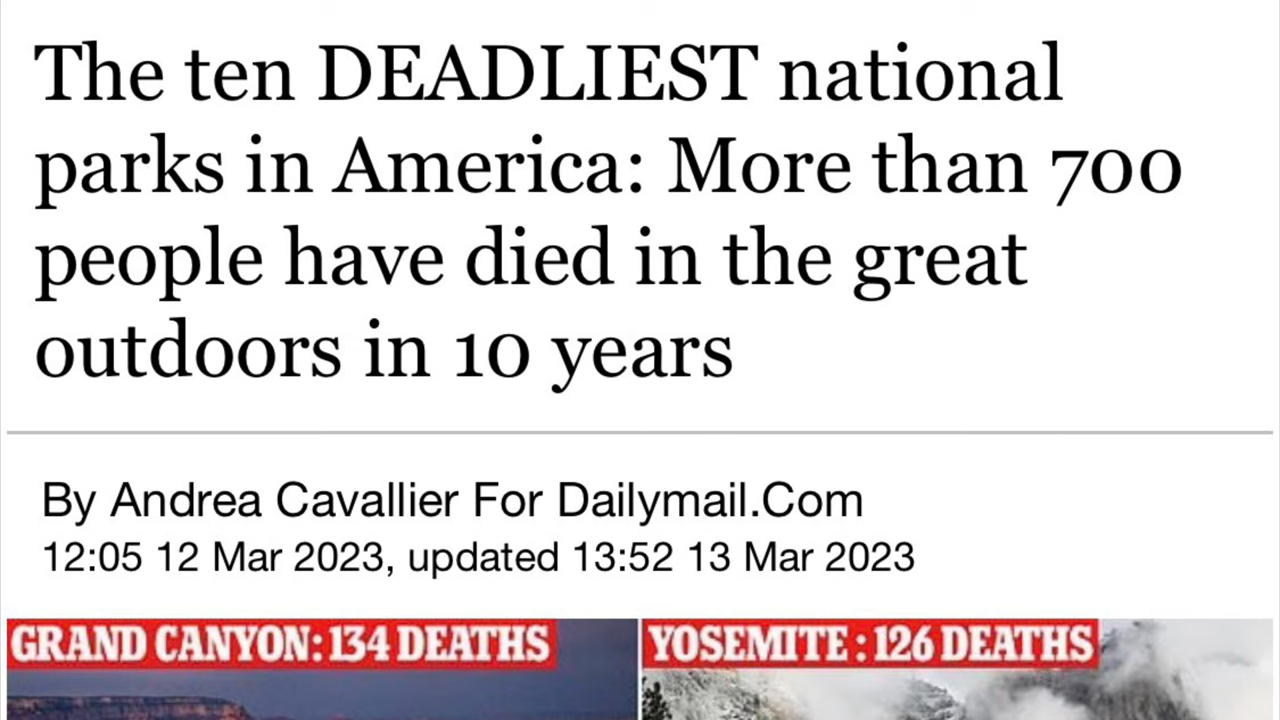 The ten DEADLIEST national
parks in America: More than 700
people have died in the great
outdoors in 10 years
By Andrea Cavallier For Dailymail.Com
12:05 12 Mar 2023, updated 13:52 13 Mar 2023
GRAND CANYON: 134 DEATHS
YOSEMITE : 126 DEATHS